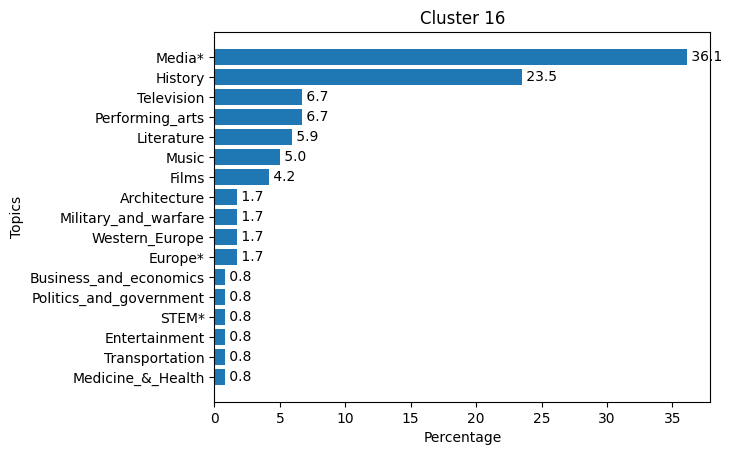 Cluster 16
Media* 36.1
History 23.5
Television 6.7
Performing_arts 6.7
Literature 5.9
Music 5.0
Films 4.2
Architecture 1.7
Military_and_warfare 1.7
Western_Europe 1.7
Europe* 1.7
Business_and_economics 0.8
Politics_and_government 0.8
STEM* 0.8
Entertainment 0.8
Transportation 0.8
Medicine_&_Health 0.8
Topics
0 5 10 15 20 25 30 35
Percentage